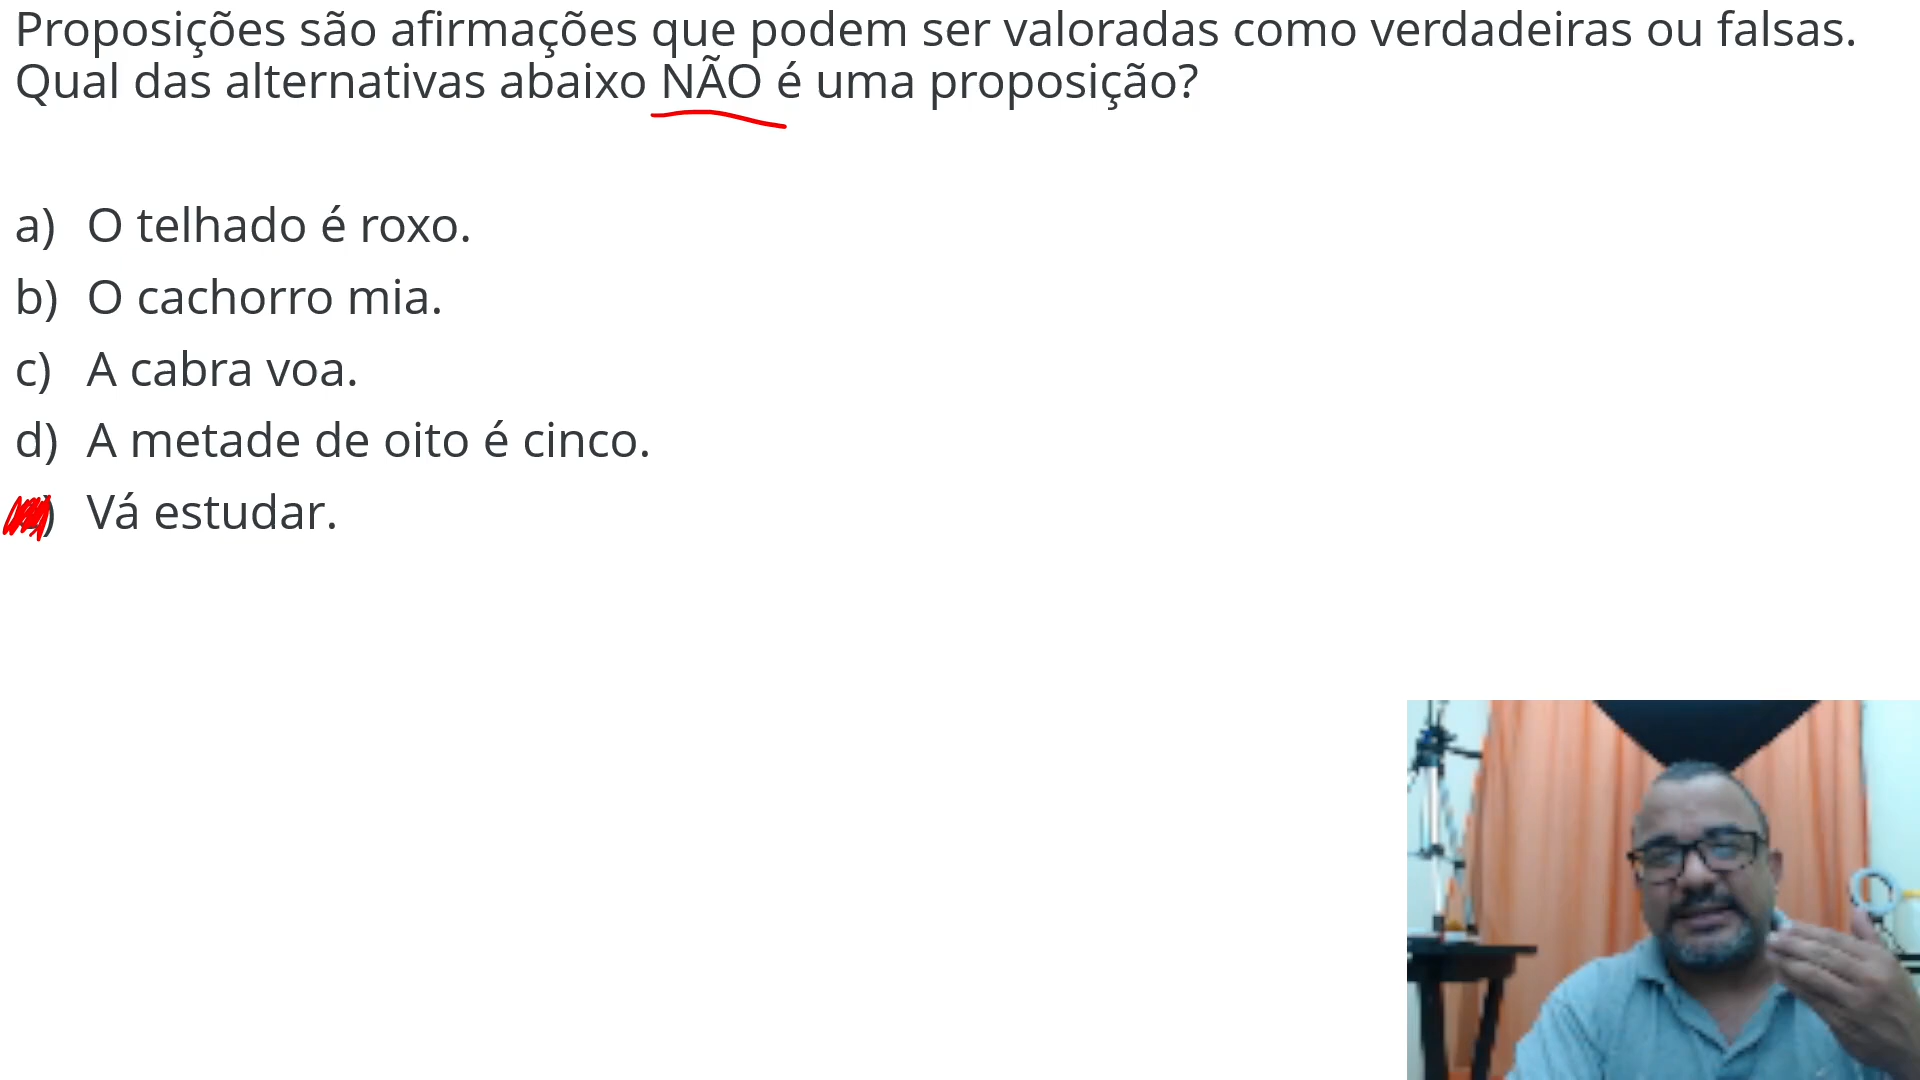 Proposições são afirmações que podem ser valoradas como verdadeiras ou falsas.
Qual das alternativas abaixo NÃO é uma proposição?
a) O telhado é roxo.
b) O cachorro mia.
c) A cabra voa.
d) A metade de oito é cinco.
) Vá estudar.